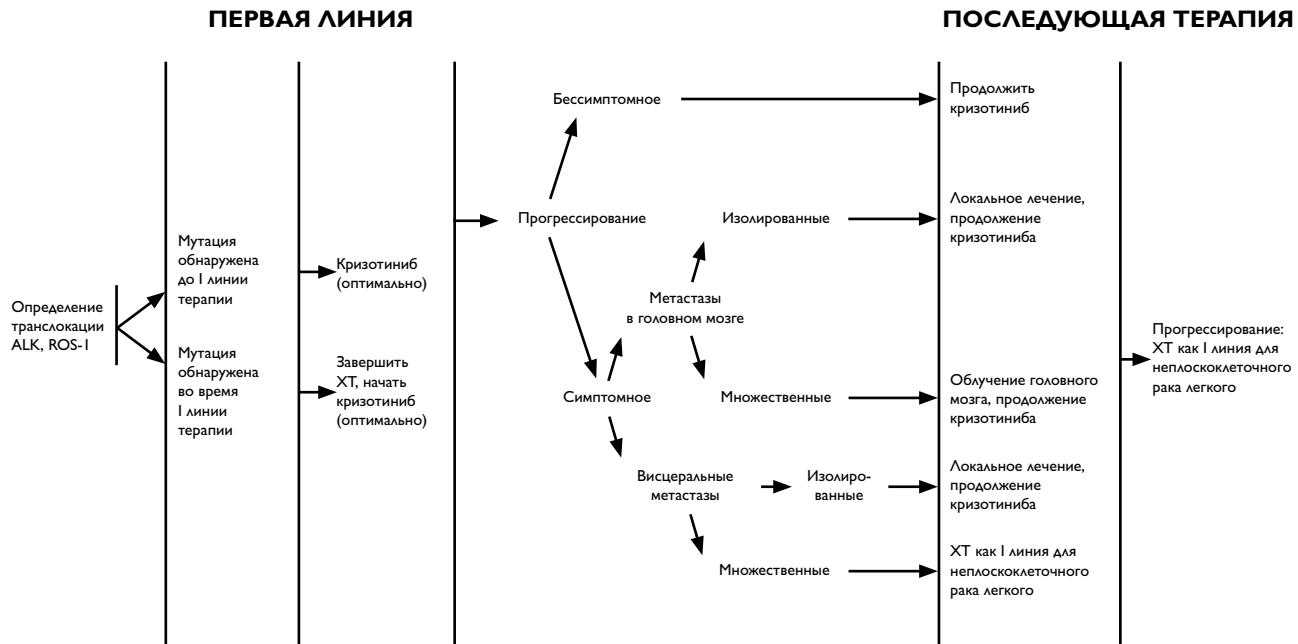 ПЕРВАЯ ЛИНИЯ
ПОСЛЕДУЮЩАЯ ТЕРАПИЯ
Определение
транслокации
ALK, ROS-1
Мутация
обнаружена
до I линии
терапии
Мутация
обнаружена
во время
I линии
терапии
Кризотиниб
(оптимально)
Завершить
ХТ, начать
кризотиниб
(оптимально)
Прогрессирование
Бессимптомное
Симптомное
Метастазы
в головном мозге
Изолированные
Множественные
Висцеральные
метастазы
Изолиро-
ванные
Множественные
Продолжить
кризотиниб
Локальное лечение,
продолжение
кризотиниба
Облучение головного
мозга, продолжение
кризотиниба
Локальное лечение,
продолжение
кризотиниба
ХТ как I линия для
неплоскоклеточного
рака легкого
Прогрессирование:
ХТ как I линия для
неплоскоклеточного
рака легкого